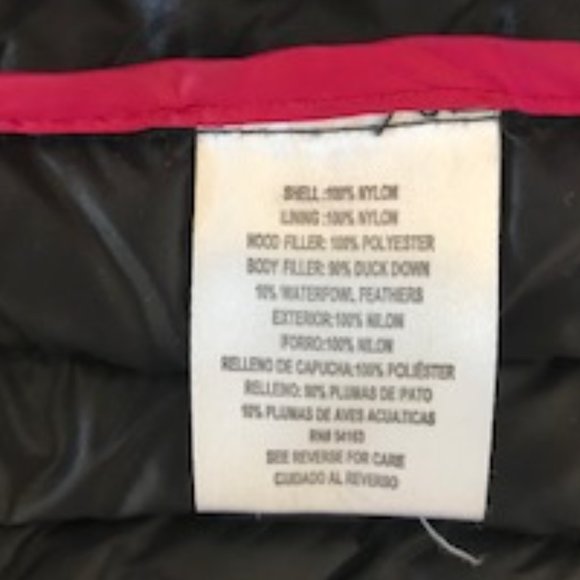 SHELL :100% NYLON
LINING :100% NYLON
HOOD FILLER: 100% POLYESTER
BODY FILLER: 90% DUCK DOWN
10% WATERFOWL FEATHERS
EXTERIOR:100% NILON
FORRO:100% NILON
RELLENO DE CAPUCHA:100% POLIÉSTER
RELLENO: 90% PLUMAS DE PATO
10% PLUMAS DE AVES ACUATICAS
RN# 54163
SEE REVERSE FOR CARE
CUIDADO AL REVERSO